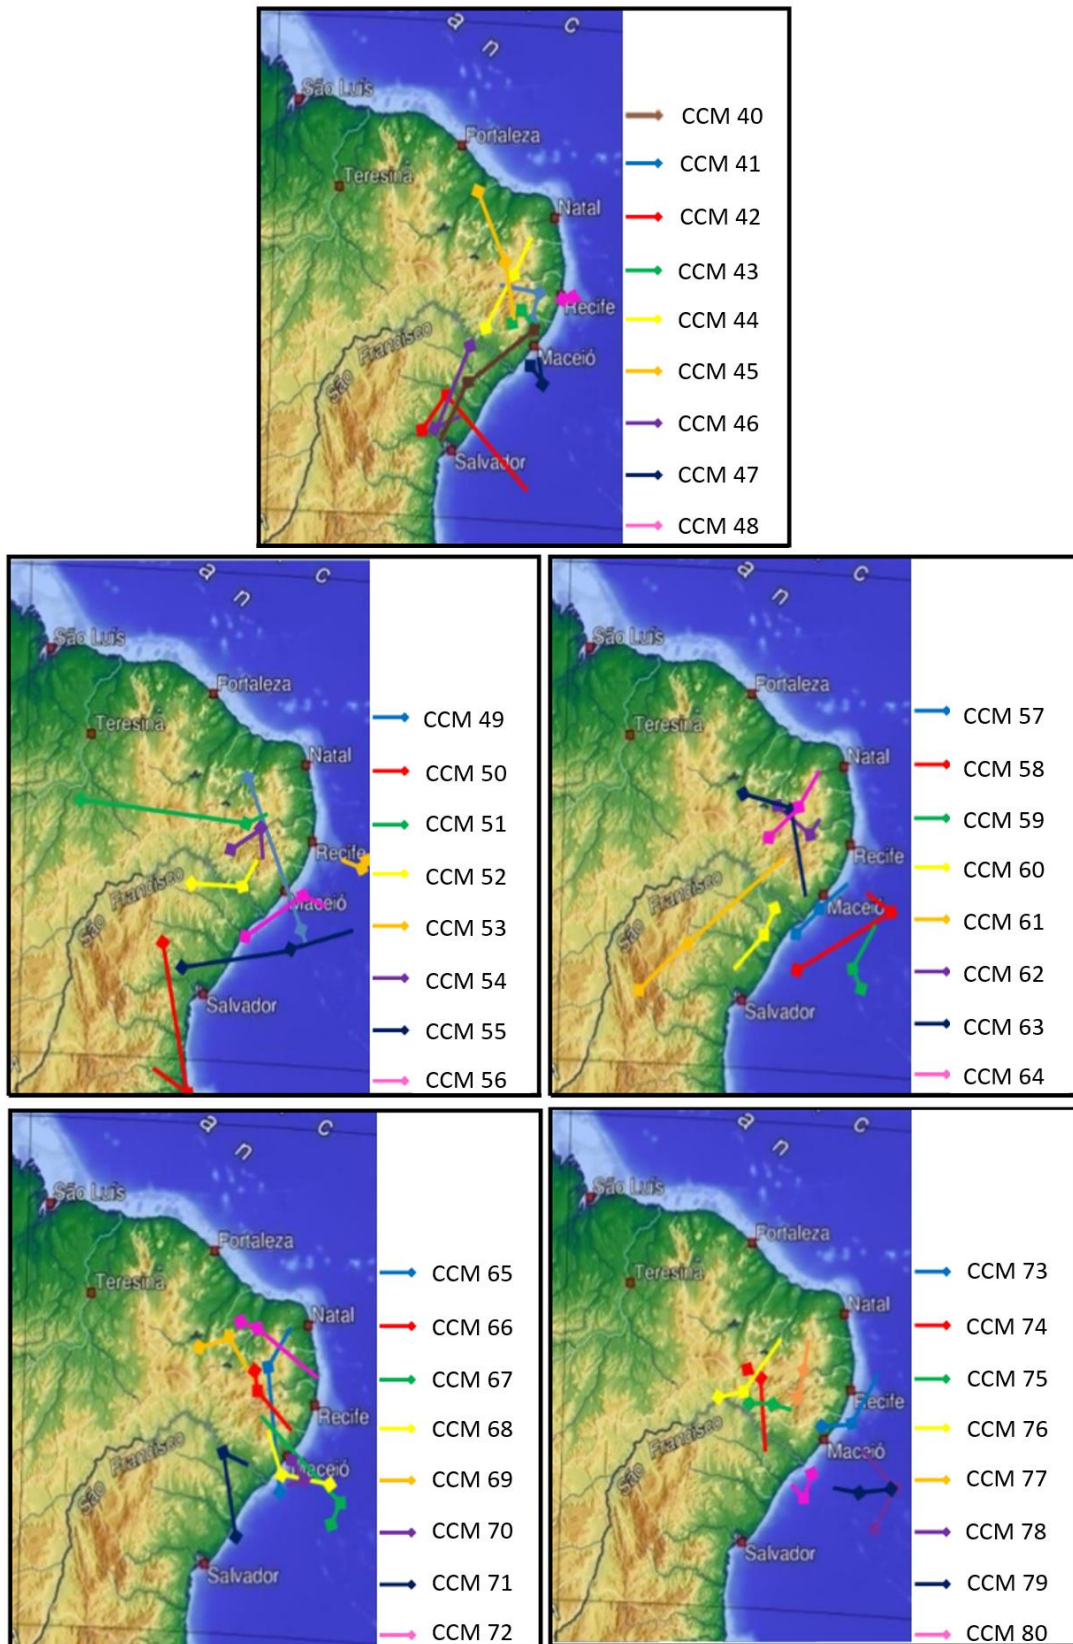 a
n
c
São Luís
Fortaleza
Teresina
Natal
Recife
São Francisco
Maceió
Salvador
CCM 40
CCM 41
CCM 42
CCM 43
CCM 44
CCM 45
CCM 46
CCM 47
CCM 48
a
n
c
São Luís
Fortaleza
Teresina
Natal
Recife
São Francisco
Maceió
Salvador
CCM 49
CCM 50
CCM 51
CCM 52
CCM 53
CCM 54
CCM 55
CCM 56
a
n
c
São Luís
Fortaleza
Teresina
Natal
Recife
São Francisco
Maceió
Salvador
CCM 57
CCM 58
CCM 59
CCM 60
CCM 61
CCM 62
CCM 63
CCM 64
a
n
c
São Luís
Fortaleza
Teresina
Natal
Recife
São Francisco
Maceió
Salvador
CCM 65
CCM 66
CCM 67
CCM 68
CCM 69
CCM 70
CCM 71
CCM 72
a
n
c
São Luís
Fortaleza
Teresina
Natal
Recife
São Francisco
Maceió
Salvador
CCM 73
CCM 74
CCM 75
CCM 76
CCM 77
CCM 78
CCM 79
CCM 80